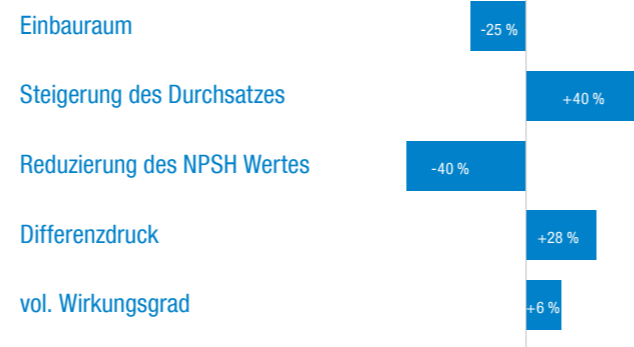 Einbauraum -25 %
Steigerung des Durchsatzes +40 %
Reduzierung des NPSH Wertes -40 %
Differenzdruck +28 %
vol. Wirkungsgrad +6 %